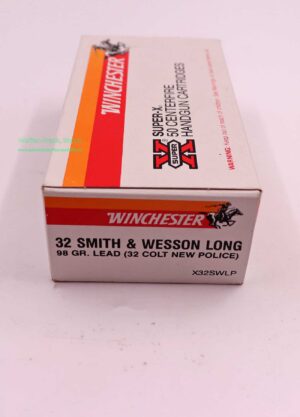 WINCHESTER
SUPER-X
50 CENTERFIRE
HANDGUN CARTRIDGES
SUPER
X
WINCHESTER
32 SMITH & WESSON LONG
98 GR. LEAD (32 COLT NEW POLICE)
X32SWLP